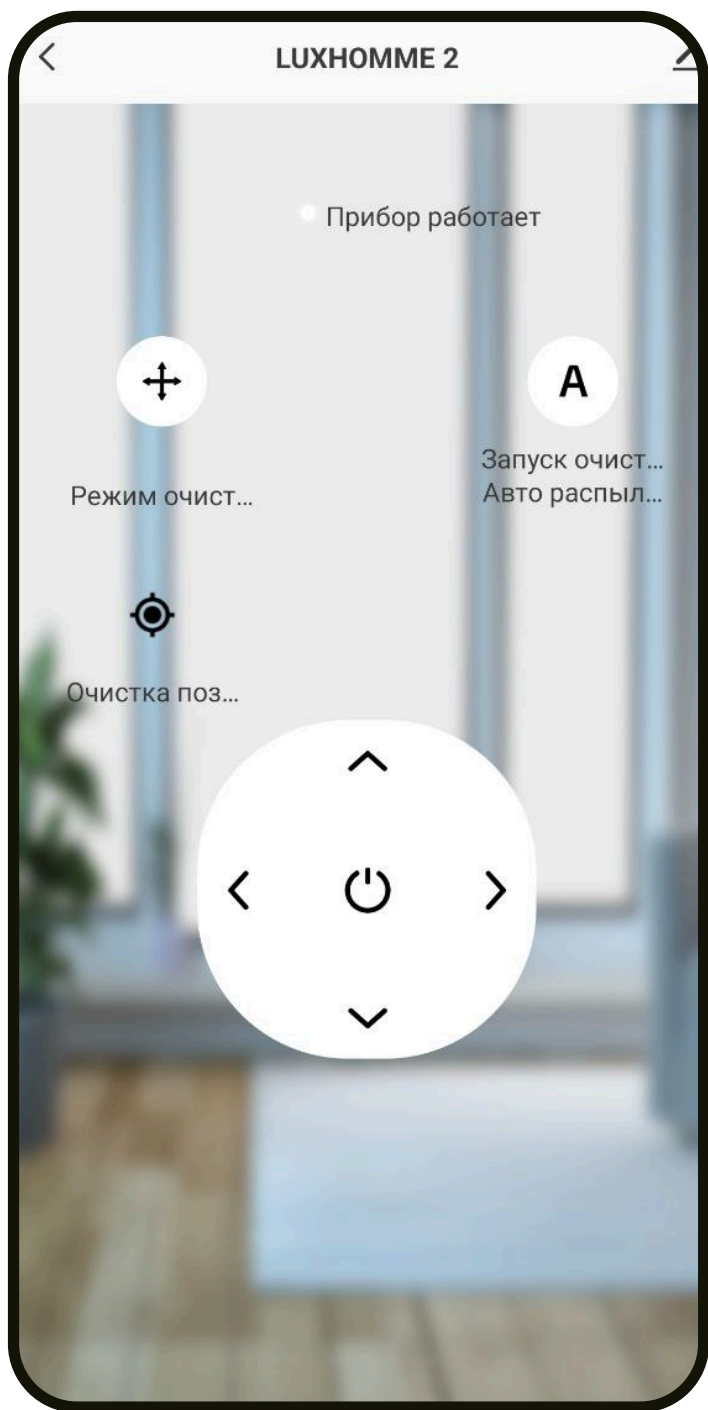 LUXHOMME 2
Прибор работает
A
Запуск очист...
Авто распыл...
Режим очист...
Очистка поз...